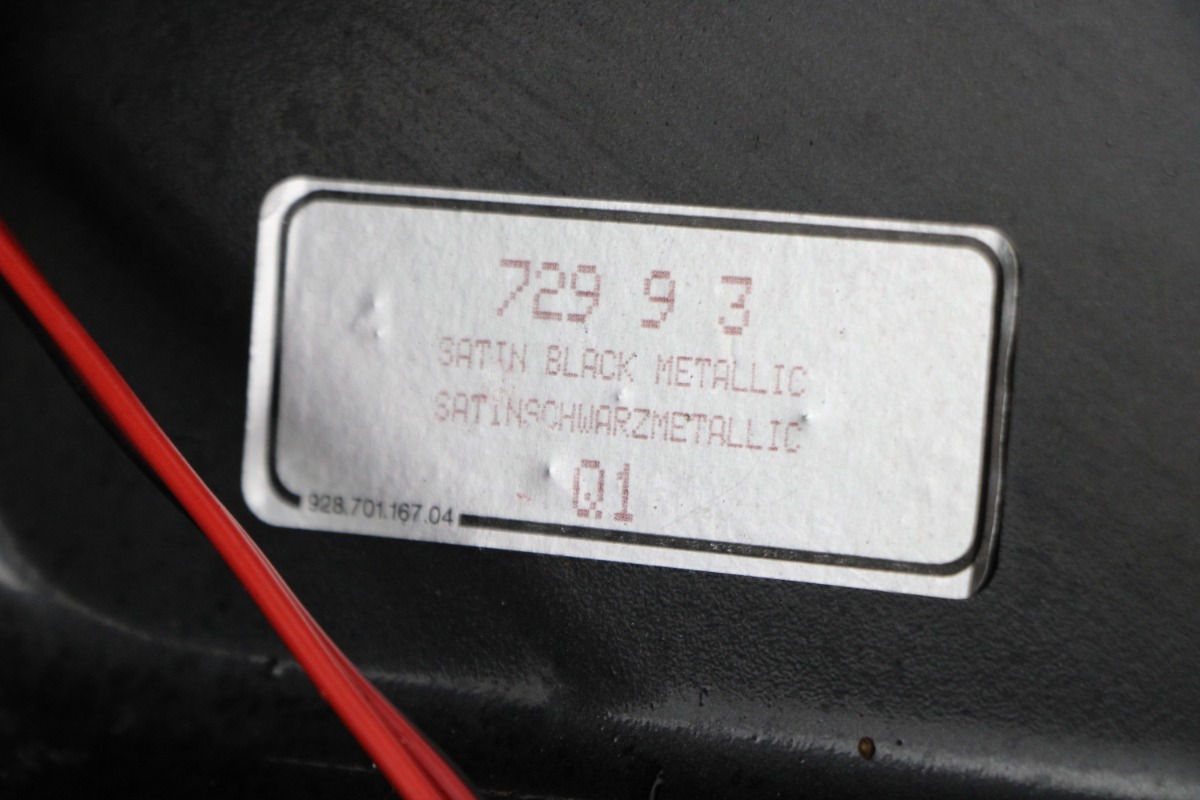 729 9 3
SATIN BLACK METALLIC
SATINSCHWARZMETALLIC
Q1
928.701.167.04